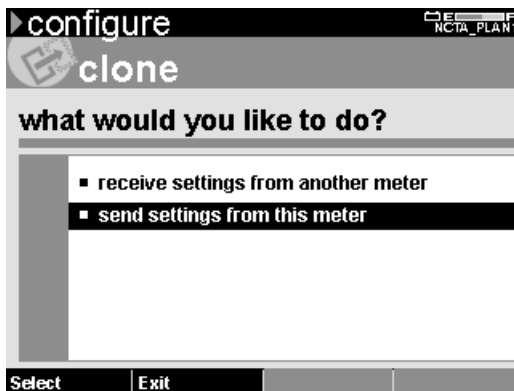 configure
E F
NCTA_PLAN
clone
what would you like to do?
receive settings from another meter
send settings from this meter
Select Exit